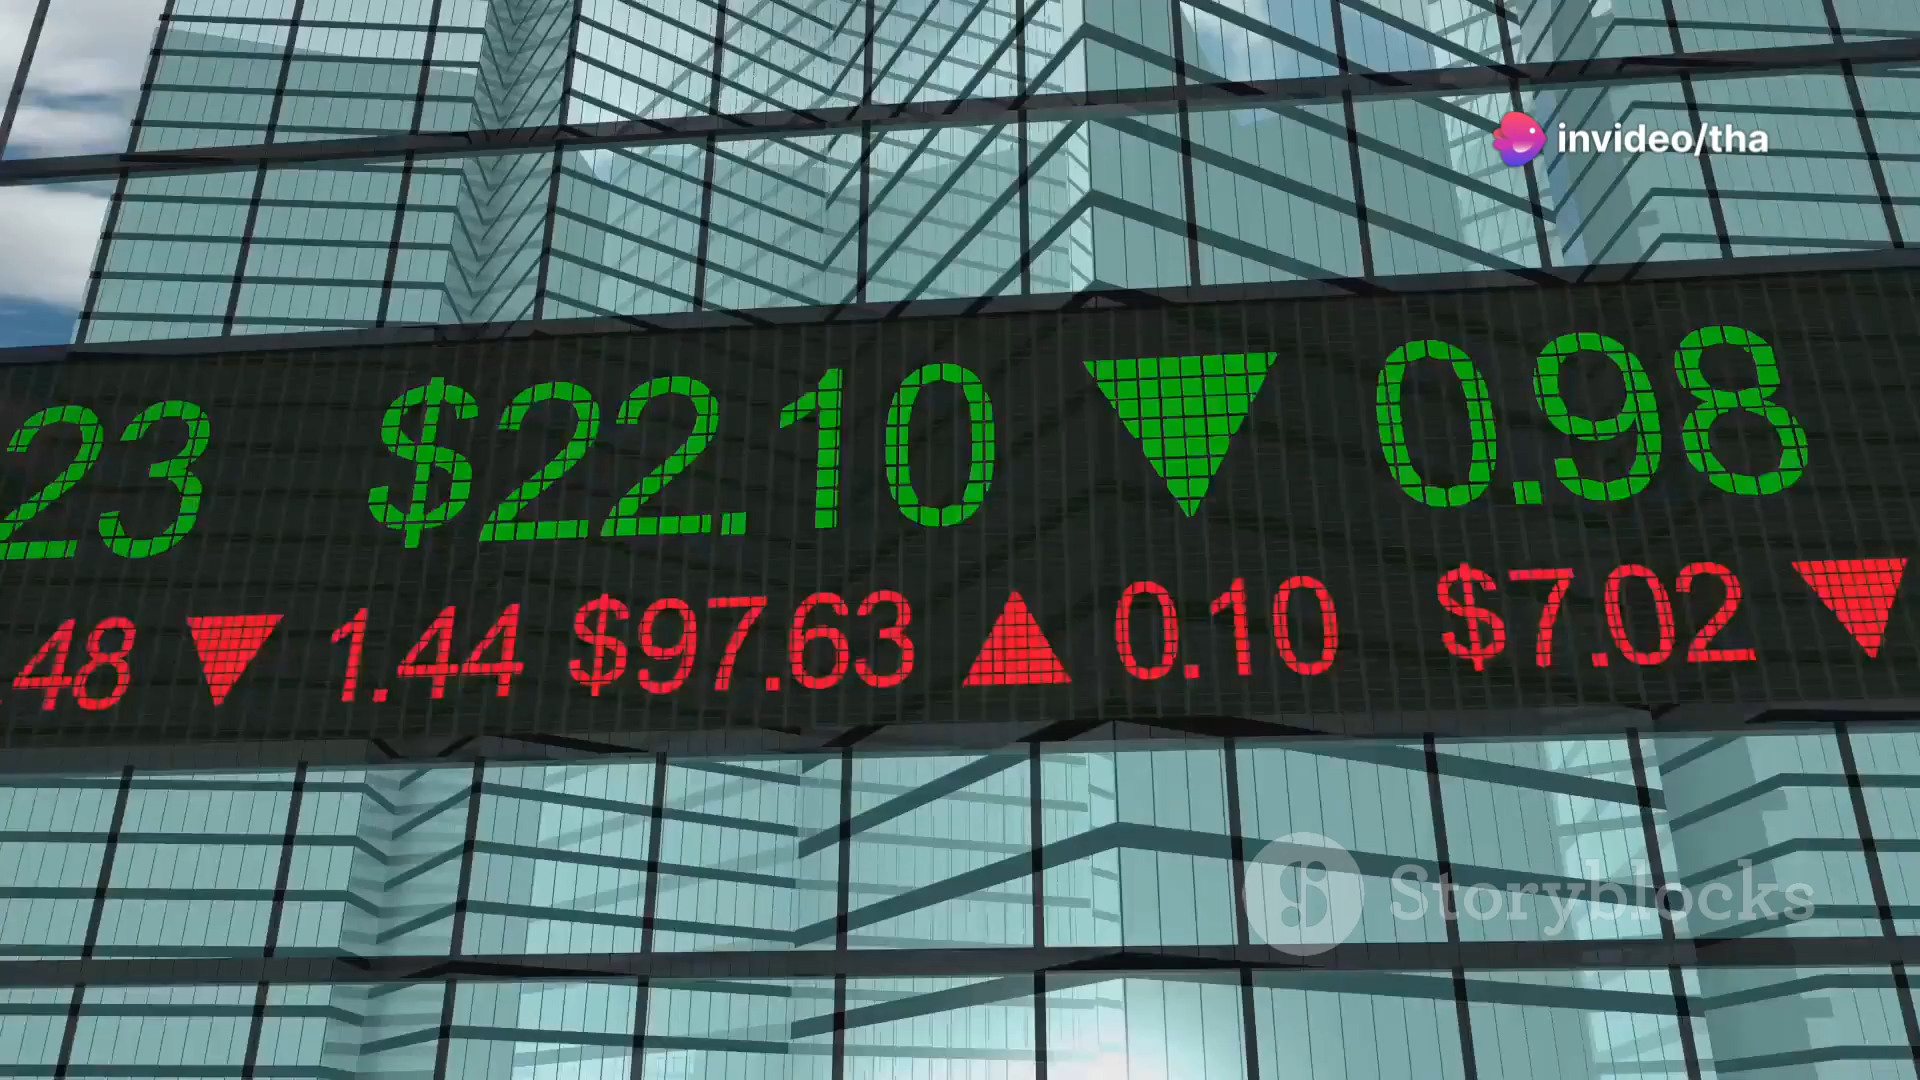 invideo/tha
23 $22.10 ▼ 0.98
.48 ▼ 1.44 $97.63 ▲ 0.10 $7.02 ▼
Storyblocks